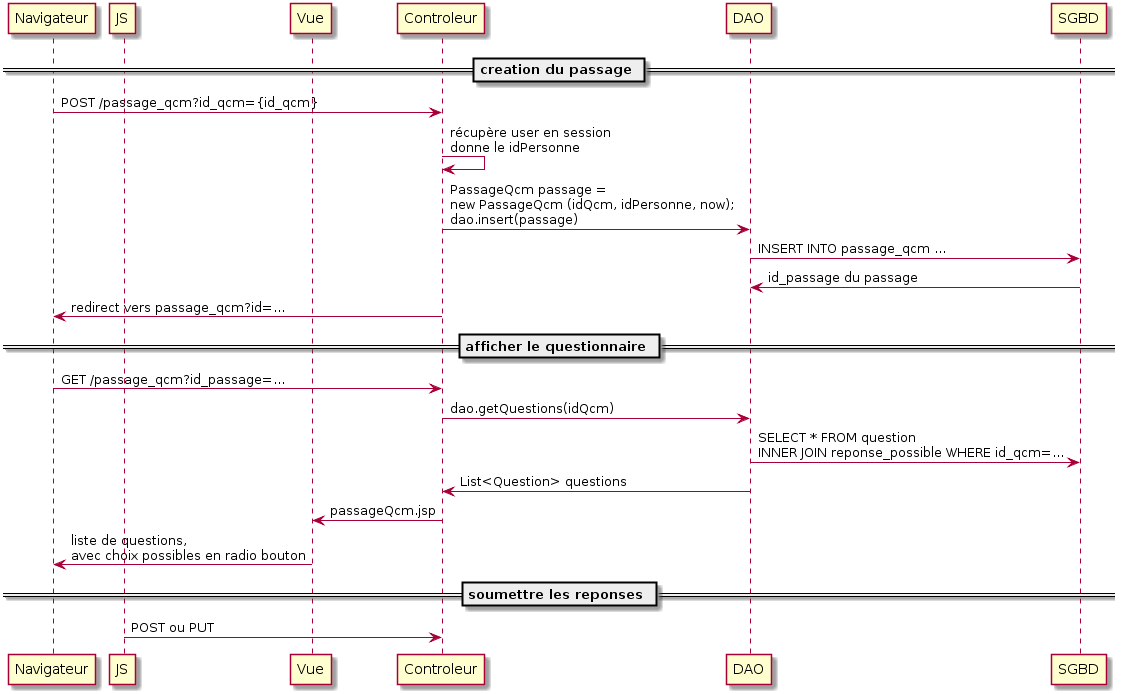 Navigateur JS Vue Controleur DAO SGBD
creation du passage
POST /passage_qcm?id_qcm={id_qcm}
récupère user en session
donne le idPersonne
PassageQcm passage =
new PassageQcm (idQcm, idPersonne, now);
dao.insert(passage)
INSERT INTO passage_qcm ...
id_passage du passage
redirect vers passage_qcm?id=...
afficher le questionnaire
GET /passage_qcm?id_passage=...
dao.getQuestions(idQcm)
SELECT * FROM question
INNER JOIN reponse_possible WHERE id_qcm=...
List<Question> questions
passageQcm.jsp
liste de questions,
avec choix possibles en radio bouton
soumettre les reponses
POST ou PUT
Navigateur JS Vue Controleur DAO SGBD